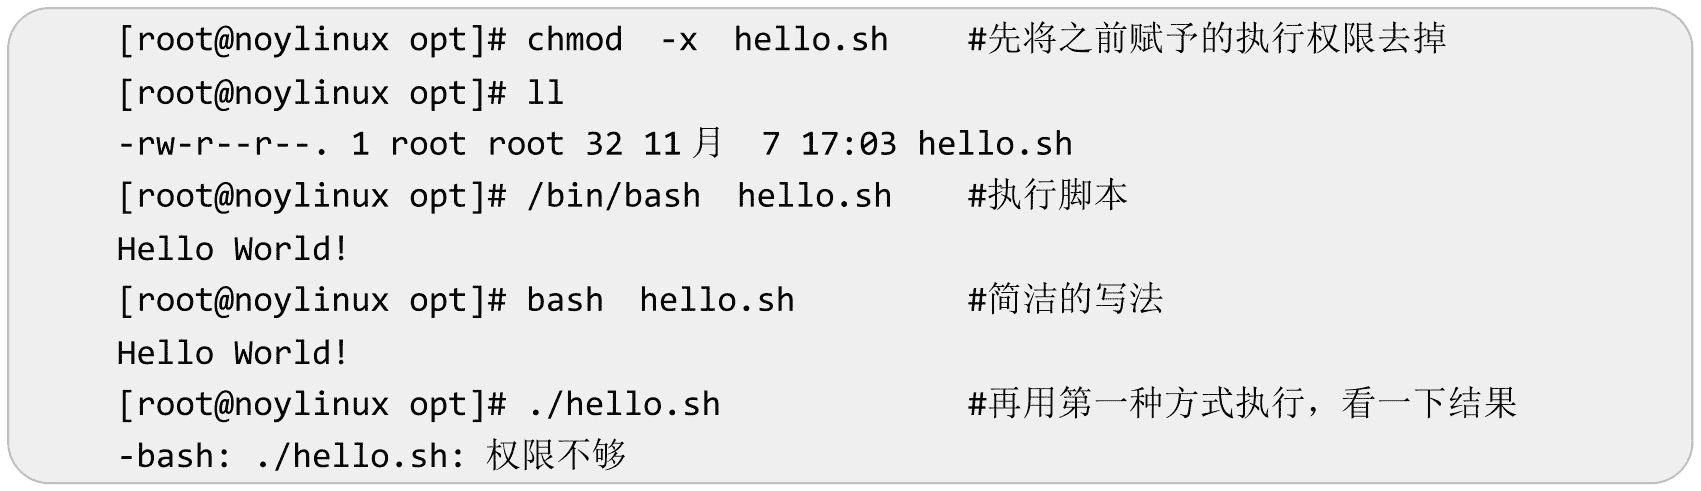 [root@noylinux opt]# chmod -x hello.sh #先将之前赋予的执行权限去掉
[root@noylinux opt]# ll
-rw-r--r--. 1 root root 32 11月 7 17:03 hello.sh
[root@noylinux opt]# /bin/bash hello.sh #执行脚本
Hello World!
[root@noylinux opt]# bash hello.sh #简洁的写法
Hello World!
[root@noylinux opt]# ./hello.sh #再用第一种方式执行，看一下结果
-bash: ./hello.sh: 权限不够